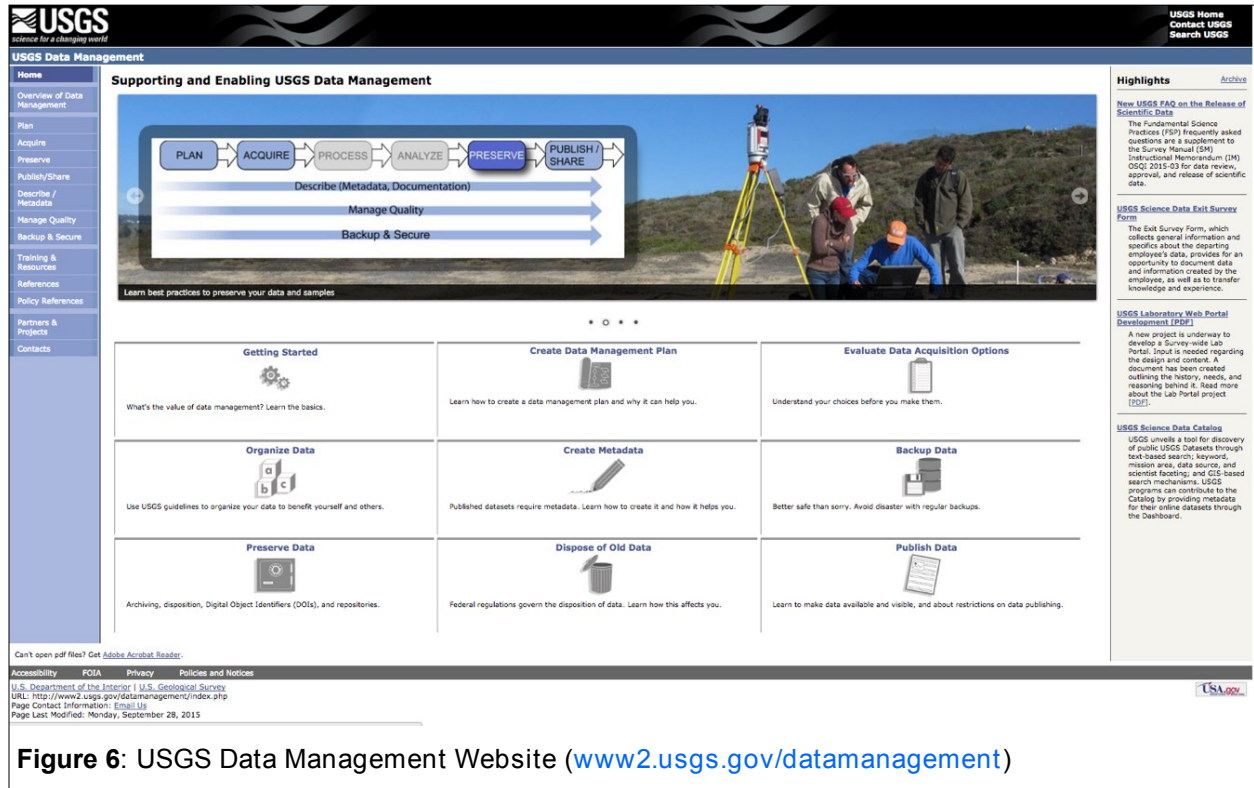 USGS
science for a changing world
USGS Home
Contact USGS
Search USGS
USGS Data Management
Home
Overview of Data
Management
Plan
Acquire
Preserve
Publish/Share
Describe /
Metadata
Manage Quality
Backup & Secure
Training &
Resources
References
Policy References
Partners &
Projects
Contacts
Supporting and Enabling USGS Data Management
PLAN
ACQUIRE
PROCESS
ANALYZE
PRESERVE
PUBLISH /
SHARE
Describe (Metadata, Documentation)
Manage Quality
Backup & Secure
Learn best practices to preserve your data and samples
Getting Started
What's the value of data management? Learn the basics.
Create Data Management Plan
Learn how to create a data management plan and why it can help you.
Evaluate Data Acquisition Options
Understand your choices before you make them.
Organize Data
a
b c
Use USGS guidelines to organize your data to benefit yourself and others.
Create Metadata
Published datasets require metadata. Learn how to create it and how it helps you.
Backup Data
Better safe than sorry. Avoid disaster with regular backups.
Preserve Data
Archiving, disposition, Digital Object Identifiers (DOIs), and repositories.
Dispose of Old Data
Federal regulations govern the disposition of data. Learn how this affects you.
Publish Data
Learn to make data available and visible, and about restrictions on data publishing.
Highlights
Archive
New USGS FAQ on the Release of
Scientific Data
The Fundamental Science
Practices (FSP) frequently asked
questions are a supplement to
the Survey Manual (SM)
Instructional Memorandum (IM)
OSQI 2015-03 for data review,
approval, and release of scientific
data.
USGS Science Data Exit Survey
Form
The Exit Survey Form, which
collects general information and
specifics about the departing
employee's data, provides for an
opportunity to document data
and information created by the
employee, as well as to transfer
knowledge and experience.
USGS Laboratory Web Portal
Development [PDF]
A new project is underway to
develop a Survey-wide Lab
Portal. Input is needed regarding
the design and content. A
document has been created
outlining the history, needs, and
reasoning behind it. Read more
about the Lab Portal project
[PDF].
USGS Science Data Catalog
USGS unveils a tool for discovery
of public USGS Datasets through
text-based search; keyword,
mission area, data source, and
scientist faceting; and GIS-based
search mechanisms. USGS
programs can contribute to the
Catalog by providing metadata
for their online datasets through
the Dashboard.
Can't open pdf files? Get Adobe Acrobat Reader.
Accessibility FOIA Privacy Policies and Notices
U.S. Department of the Interior | U.S. Geological Survey
URL: http://www2.usgs.gov/datamanagement/index.php
Page Contact Information: Email Us
Page Last Modified: Monday, September 28, 2015
USA.gov
Figure 6: USGS Data Management Website (www2.usgs.gov/datamanagement)